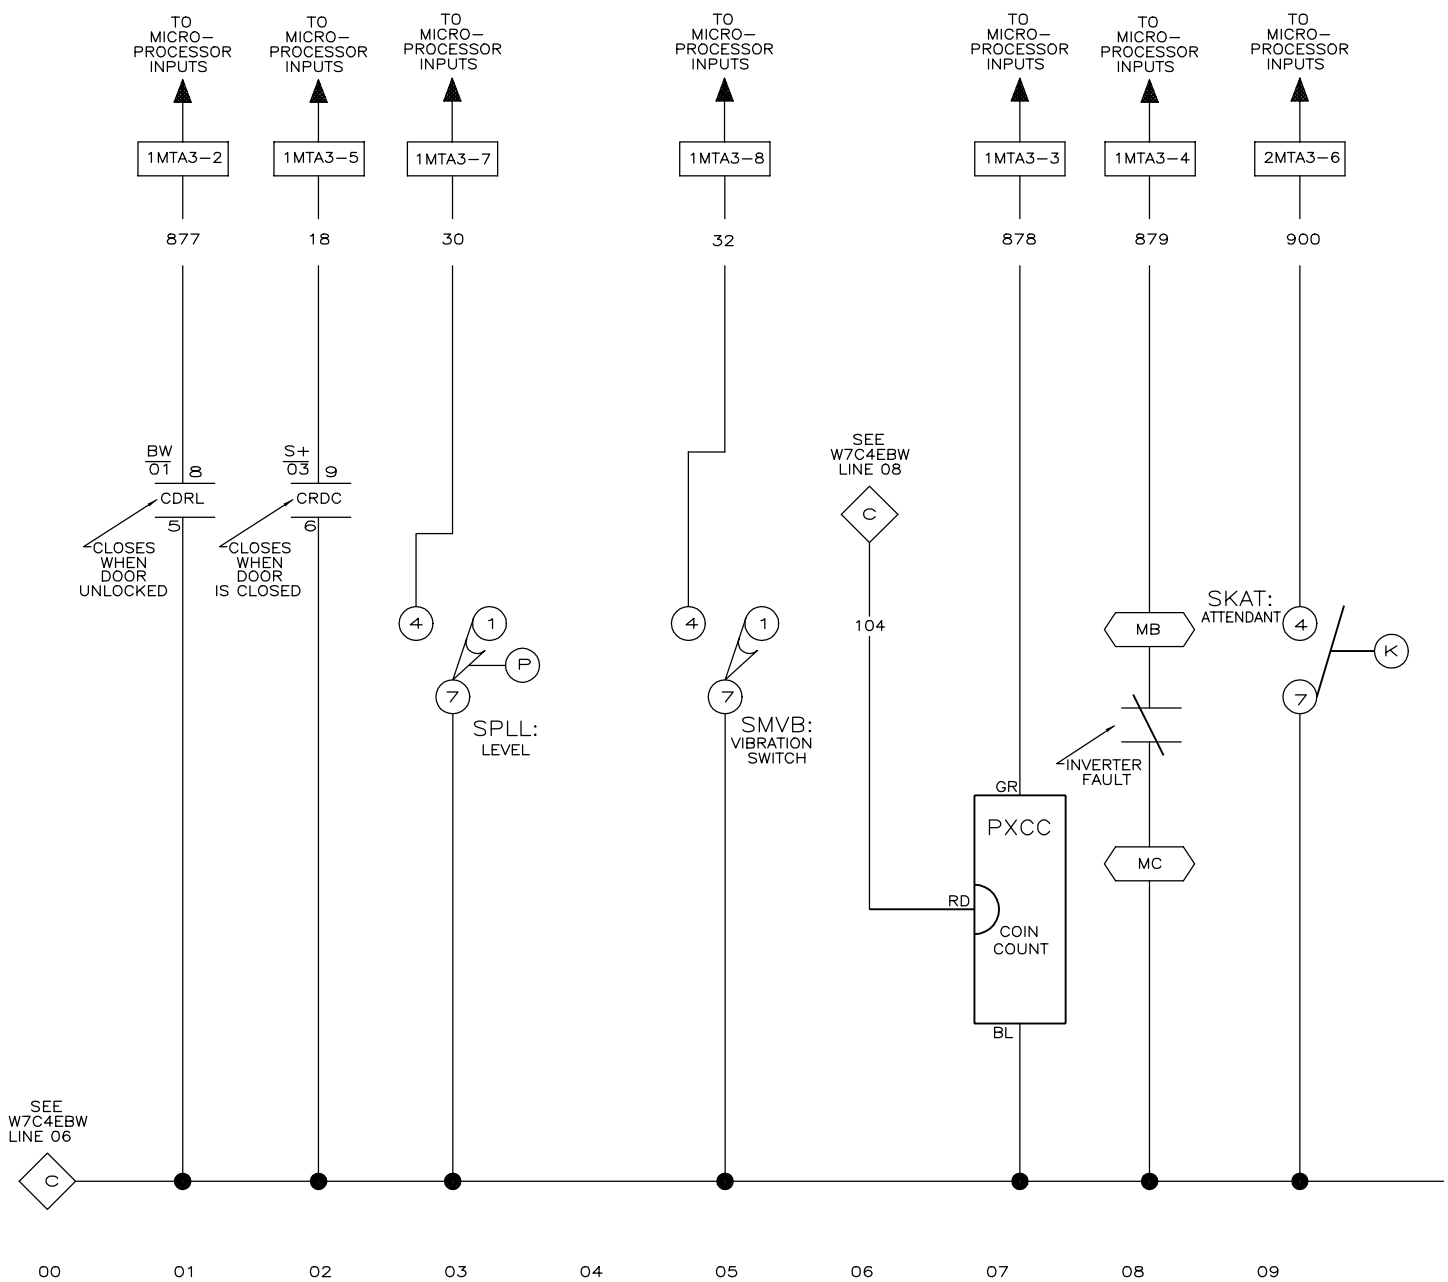 TO
MICRO-
PROCESSOR
INPUTS
TO
MICRO-
PROCESSOR
INPUTS
TO
MICRO-
PROCESSOR
INPUTS
TO
MICRO-
PROCESSOR
INPUTS
TO
MICRO-
PROCESSOR
INPUTS
TO
MICRO-
PROCESSOR
INPUTS
TO
MICRO-
PROCESSOR
INPUTS
1MTA3-2
1MTA3-5
1MTA3-7
1MTA3-8
1MTA3-3
1MTA3-4
2MTA3-6
877
18
30
32
878
879
900
BW
01
8
CDRL
5
CLOSES
WHEN
DOOR
UNLOCKED
S+
03
9
CRDC
6
CLOSES
WHEN
DOOR
IS CLOSED
4
1
P
7
SPLL:
LEVEL
4
1
7
SMVB:
VIBRATION
SWITCH
SEE
W7C4EBW
LINE 08
C
104
GR
PXCC
RD
COIN
COUNT
BL
MB
INVERTER
FAULT
MC
SKAT:
ATTENDANT
4
K
7
SEE
W7C4EBW
LINE 06
C
00
01
02
03
04
05
06
07
08
09